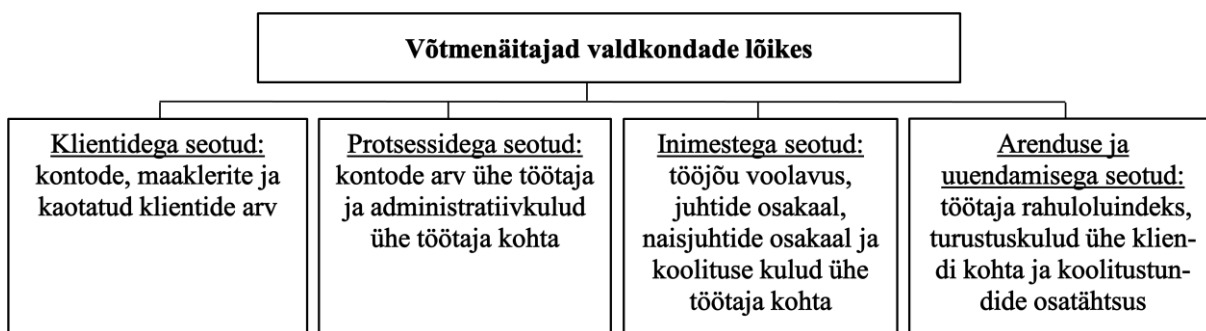 Võtmenäitajad valdkondade lõikes
Klientidega seotud:
kontode, maaklerite ja
kaotatud klientide arv
Protsessidega seotud:
kontode arv ühe töötaja
ja administratiivkulud
ühe töötaja kohta
Inimestega seotud:
tööjõu voolavus,
juhtide osakaal,
naisjuhtide osakaal ja
koolituse kulud ühe
töötaja kohta
Arenduse ja
uuendamisega seotud:
töötaja rahuloluindeks,
turustuskulud ühe klien-
di kohta ja koolitustun-
dide osatähtsus